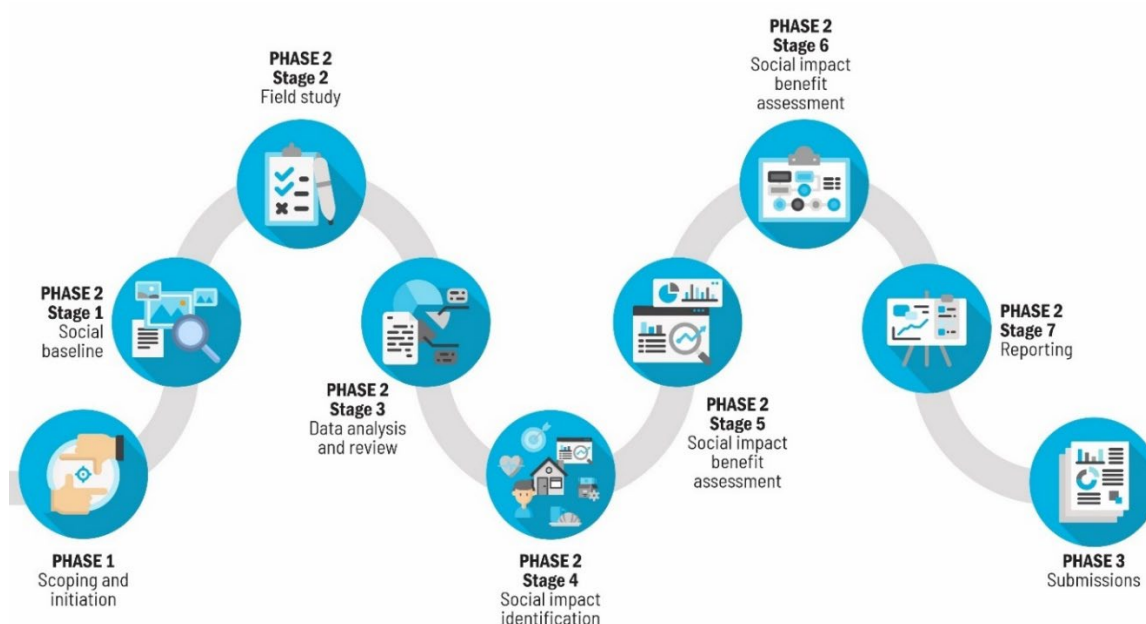 PHASE 1
Scoping and
initiation
PHASE 2
Stage 1
Social
baseline
PHASE 2
Stage 2
Field study
PHASE 2
Stage 3
Data analysis
and review
PHASE 2
Stage 4
Social impact
identification
PHASE 2
Stage 5
Social impact
benefit
assessment
PHASE 2
Stage 6
Social impact
benefit
assessment
PHASE 2
Stage 7
Reporting
PHASE 3
Submissions